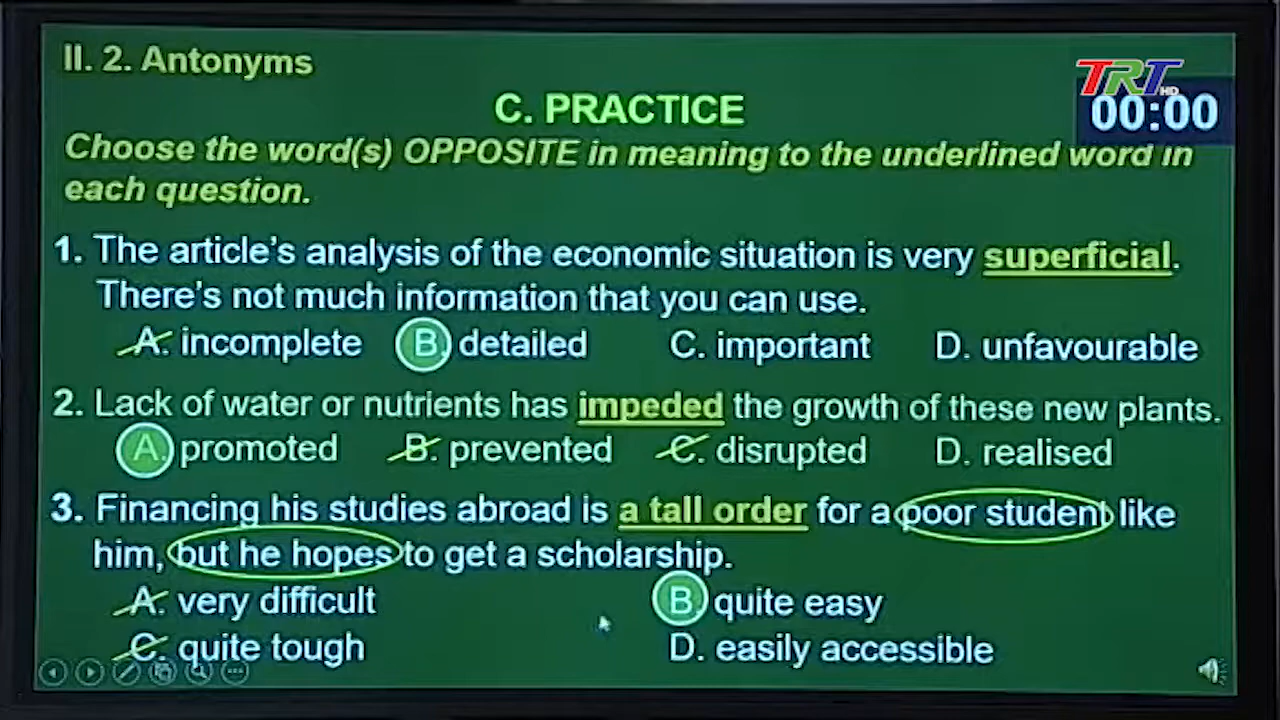 II. 2. Antonyms
TRT HD
C. PRACTICE
00:00
Choose the word(s) OPPOSITE in meaning to the underlined word in
each question.
1. The article's analysis of the economic situation is very superficial.
There's not much information that you can use.
A. incomplete B. detailed C. important D. unfavourable
2. Lack of water or nutrients has impeded the growth of these new plants.
A. promoted B. prevented C. disrupted D. realised
3. Financing his studies abroad is a tall order for a poor student like
him, but he hopes to get a scholarship.
A. very difficult B. quite easy
C. quite tough D. easily accessible